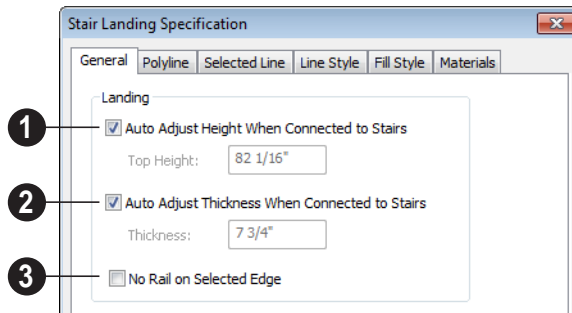 Stair Landing Specification
General Polyline Selected Line Line Style Fill Style Materials
Landing
1 Auto Adjust Height When Connected to Stairs
Top Height: 82 1/16"
2 Auto Adjust Thickness When Connected to Stairs
Thickness: 7 3/4"
3 No Rail on Selected Edge